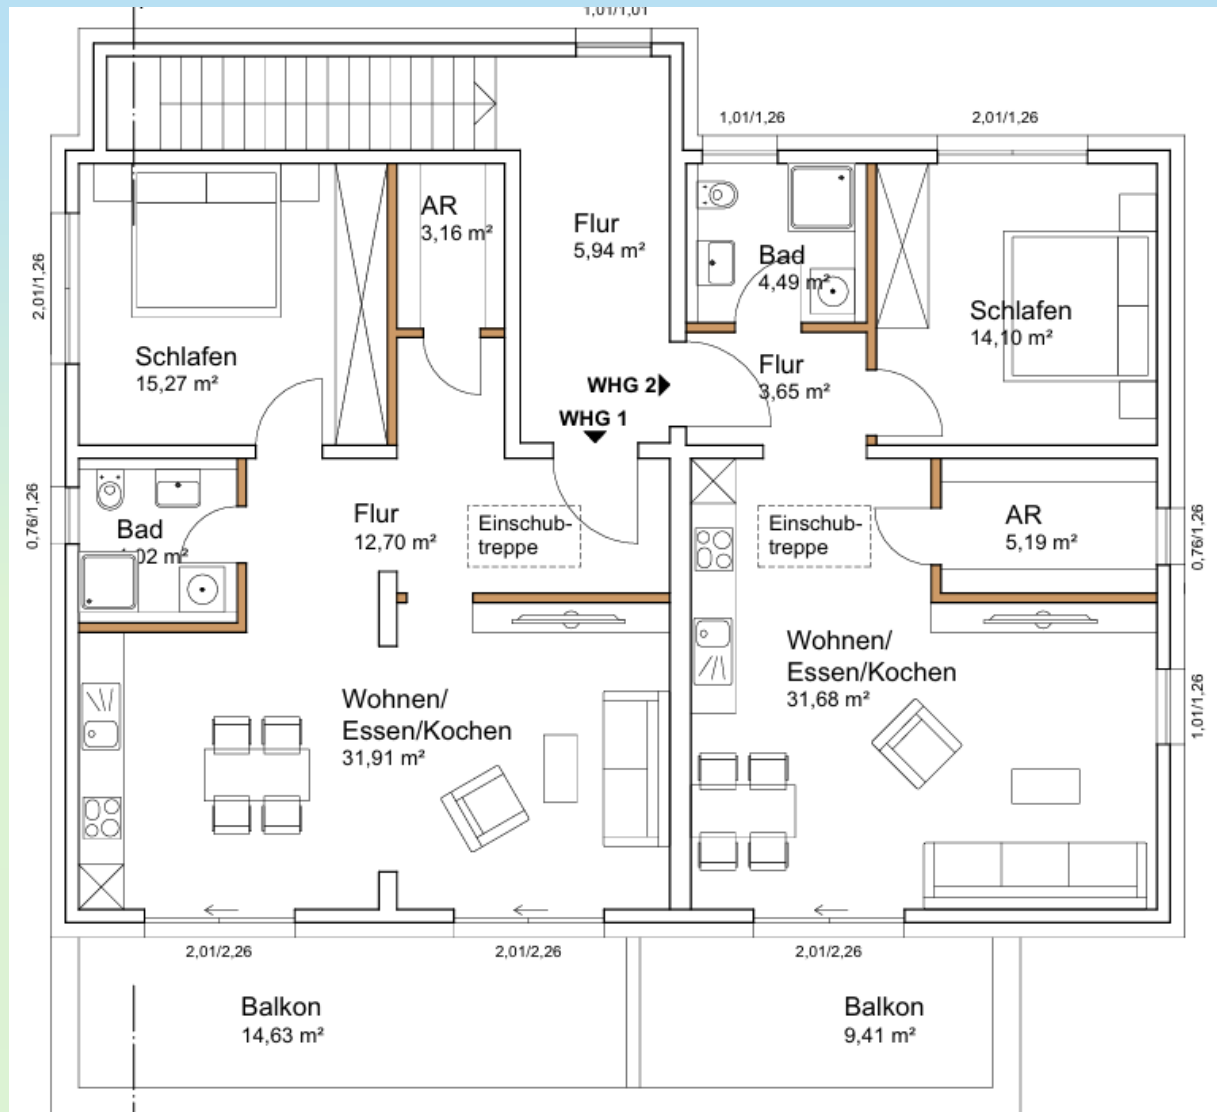 1,01/1,01
1,01/1,26
2,01/1,26
AR
3,16 m²
Flur
5,94 m²
Bad
4,49 m²
2,01/1,26
Schlafen
14,10 m²
Schlafen
15,27 m²
Flur
3,65 m²
WHG 2
WHG 1
0,76/1,26
Bad
Flur
12,70 m²
Einschub-
treppe
Einschub-
treppe
AR
5,19 m²
0,76/1,26
Wohnen/
Essen/Kochen
31,91 m²
Wohnen/
Essen/Kochen
31,68 m²
1,01/1,26
2,01/2,26
2,01/2,26
2,01/2,26
Balkon
14,63 m²
Balkon
9,41 m²